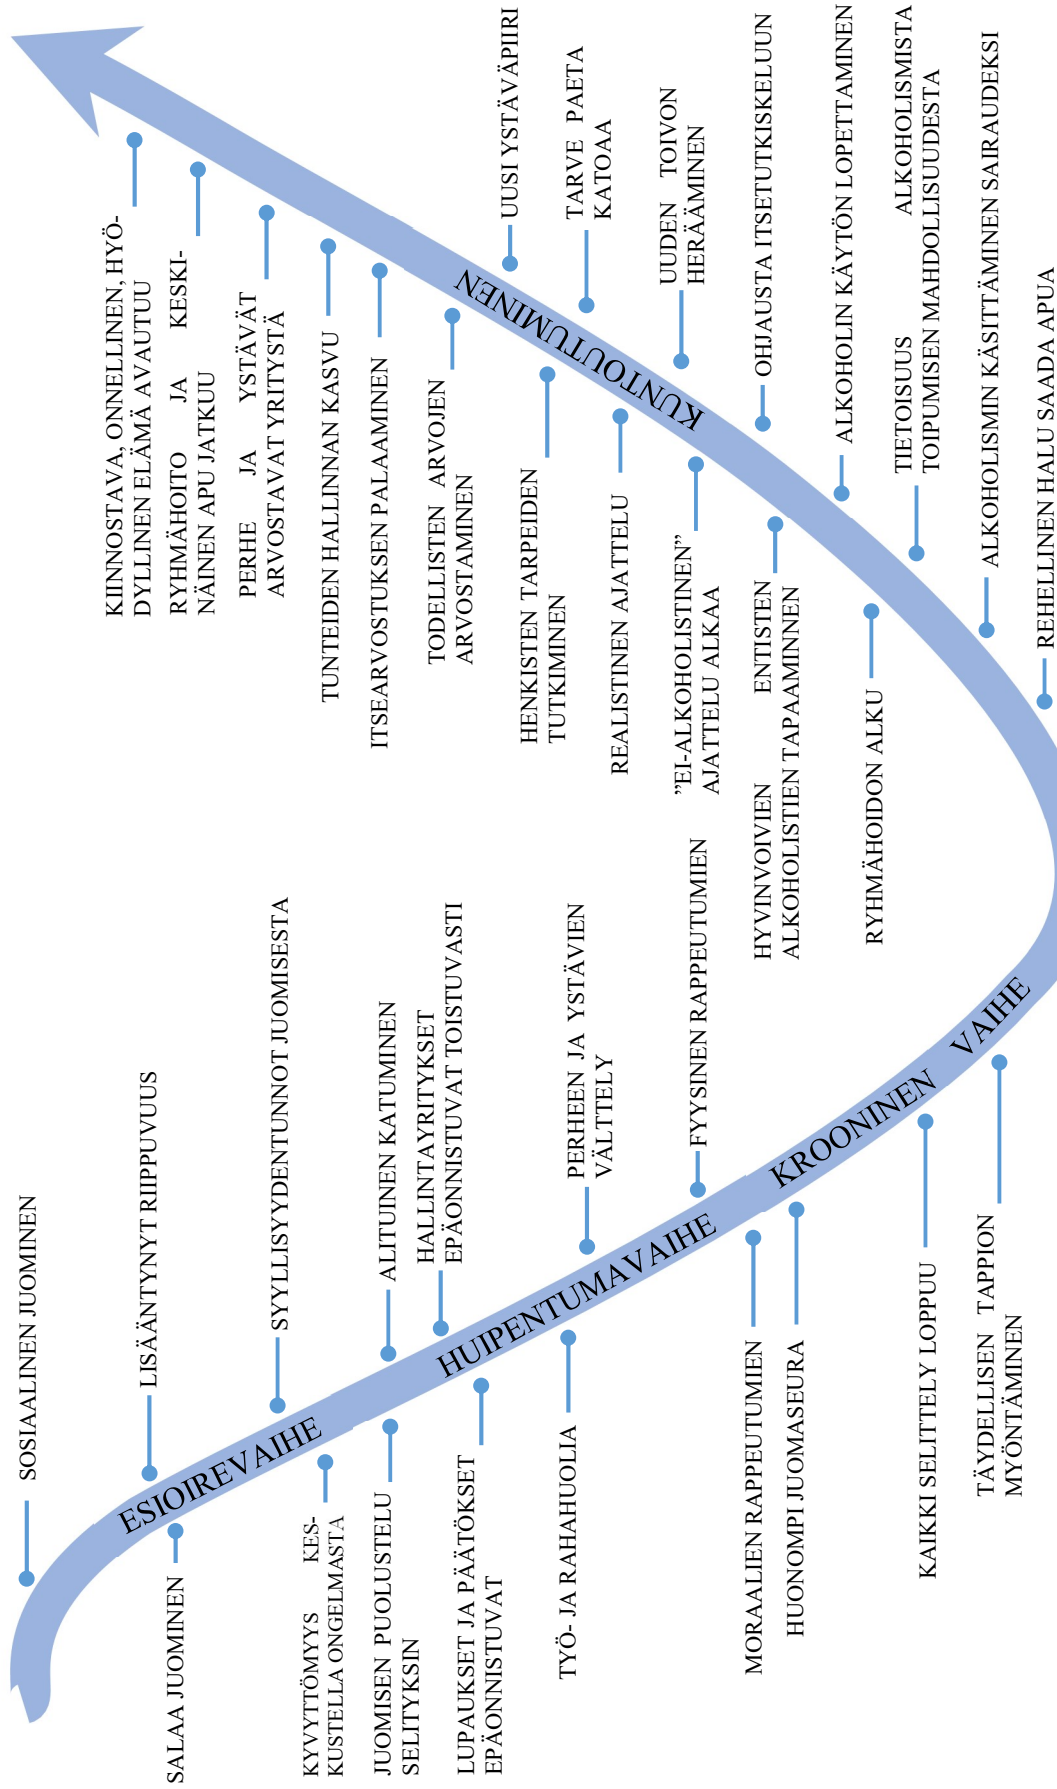 SOSIAALINEN JUOMINEN
SALAA JUOMINEN
LISÄÄNTYNYT RIIPPUVUUS
ESIOIREVAIHE
SYYLLISYYDENTUNNOT JUOMISESTA
KYVYTTÖMYYS KES-
KUSTELLA ONGELMASTA
ALITUINEN KATUMINEN
JUOMISEN PUOLUSTELU
SELITYKSIN
HALLINTAYRITYKSET
EPÄONNISTUVAT TOISTUVASTI
LUPAUKSET JA PÄÄTÖKSET
EPÄONNISTUVAT
HUIPENTUMAVAIHE
TYÖ- JA RAHAHUOLIA
PERHEEN JA YSTÄVIEN
VÄLTTELY
FYYSINEN RAPPEUTUMIEN
MORAALIEN RAPPEUTUMIEN
HUONOMPI JUOMASEURA
KROONINEN VAIHE
KAIKKI SELITTELY LOPPUU
TÄYDELLISEN TAPPION
MYÖNTÄMINEN
REHELLINEN HALU SAADA APUA
ALKOHOLISMIN KÄSITTÄMINEN SAIRAUDEKSI
TIETOISUUS ALKOHOLISMISTA
TOIPUMISEN MAHDOLLISUUDESTA
RYHMÄHOIDON ALKU
ALKOHOLIN KÄYTÖN LOPETTAMINEN
HYVINVOIVIEN ENTISTEN
ALKOHOLISTIEN TAPAAMINNEN
OHJAUSTA ITSETUTKISKELUUN
”EI-ALKOHOLISTINEN”
AJATTELU ALKAA
UUDEN TOIVON
HERÄÄMINEN
KUNTOUTUMINEN
REALISTINEN AJATTELU
TARVE PAETA
KATOAA
HENKISTEN TARPEIDEN
TUTKIMINEN
UUSI YSTÄVÄPIIRI
TODELLISTEN ARVOJEN
ARVOSTAMINEN
ITSEARVOSTUKSEN PALAAMINEN
TUNTEIDEN HALLINNAN KASVU
PERHE JA YSTÄVÄT
ARVOSTAVAT YRITYSTÄ
RYHMÄHOITO JA KESKI-
NÄINEN APU JATKUU
KIINNOSTAVA, ONNELLINEN, HYÖ-
DYLLINEN ELÄMÄ AVAUTUU